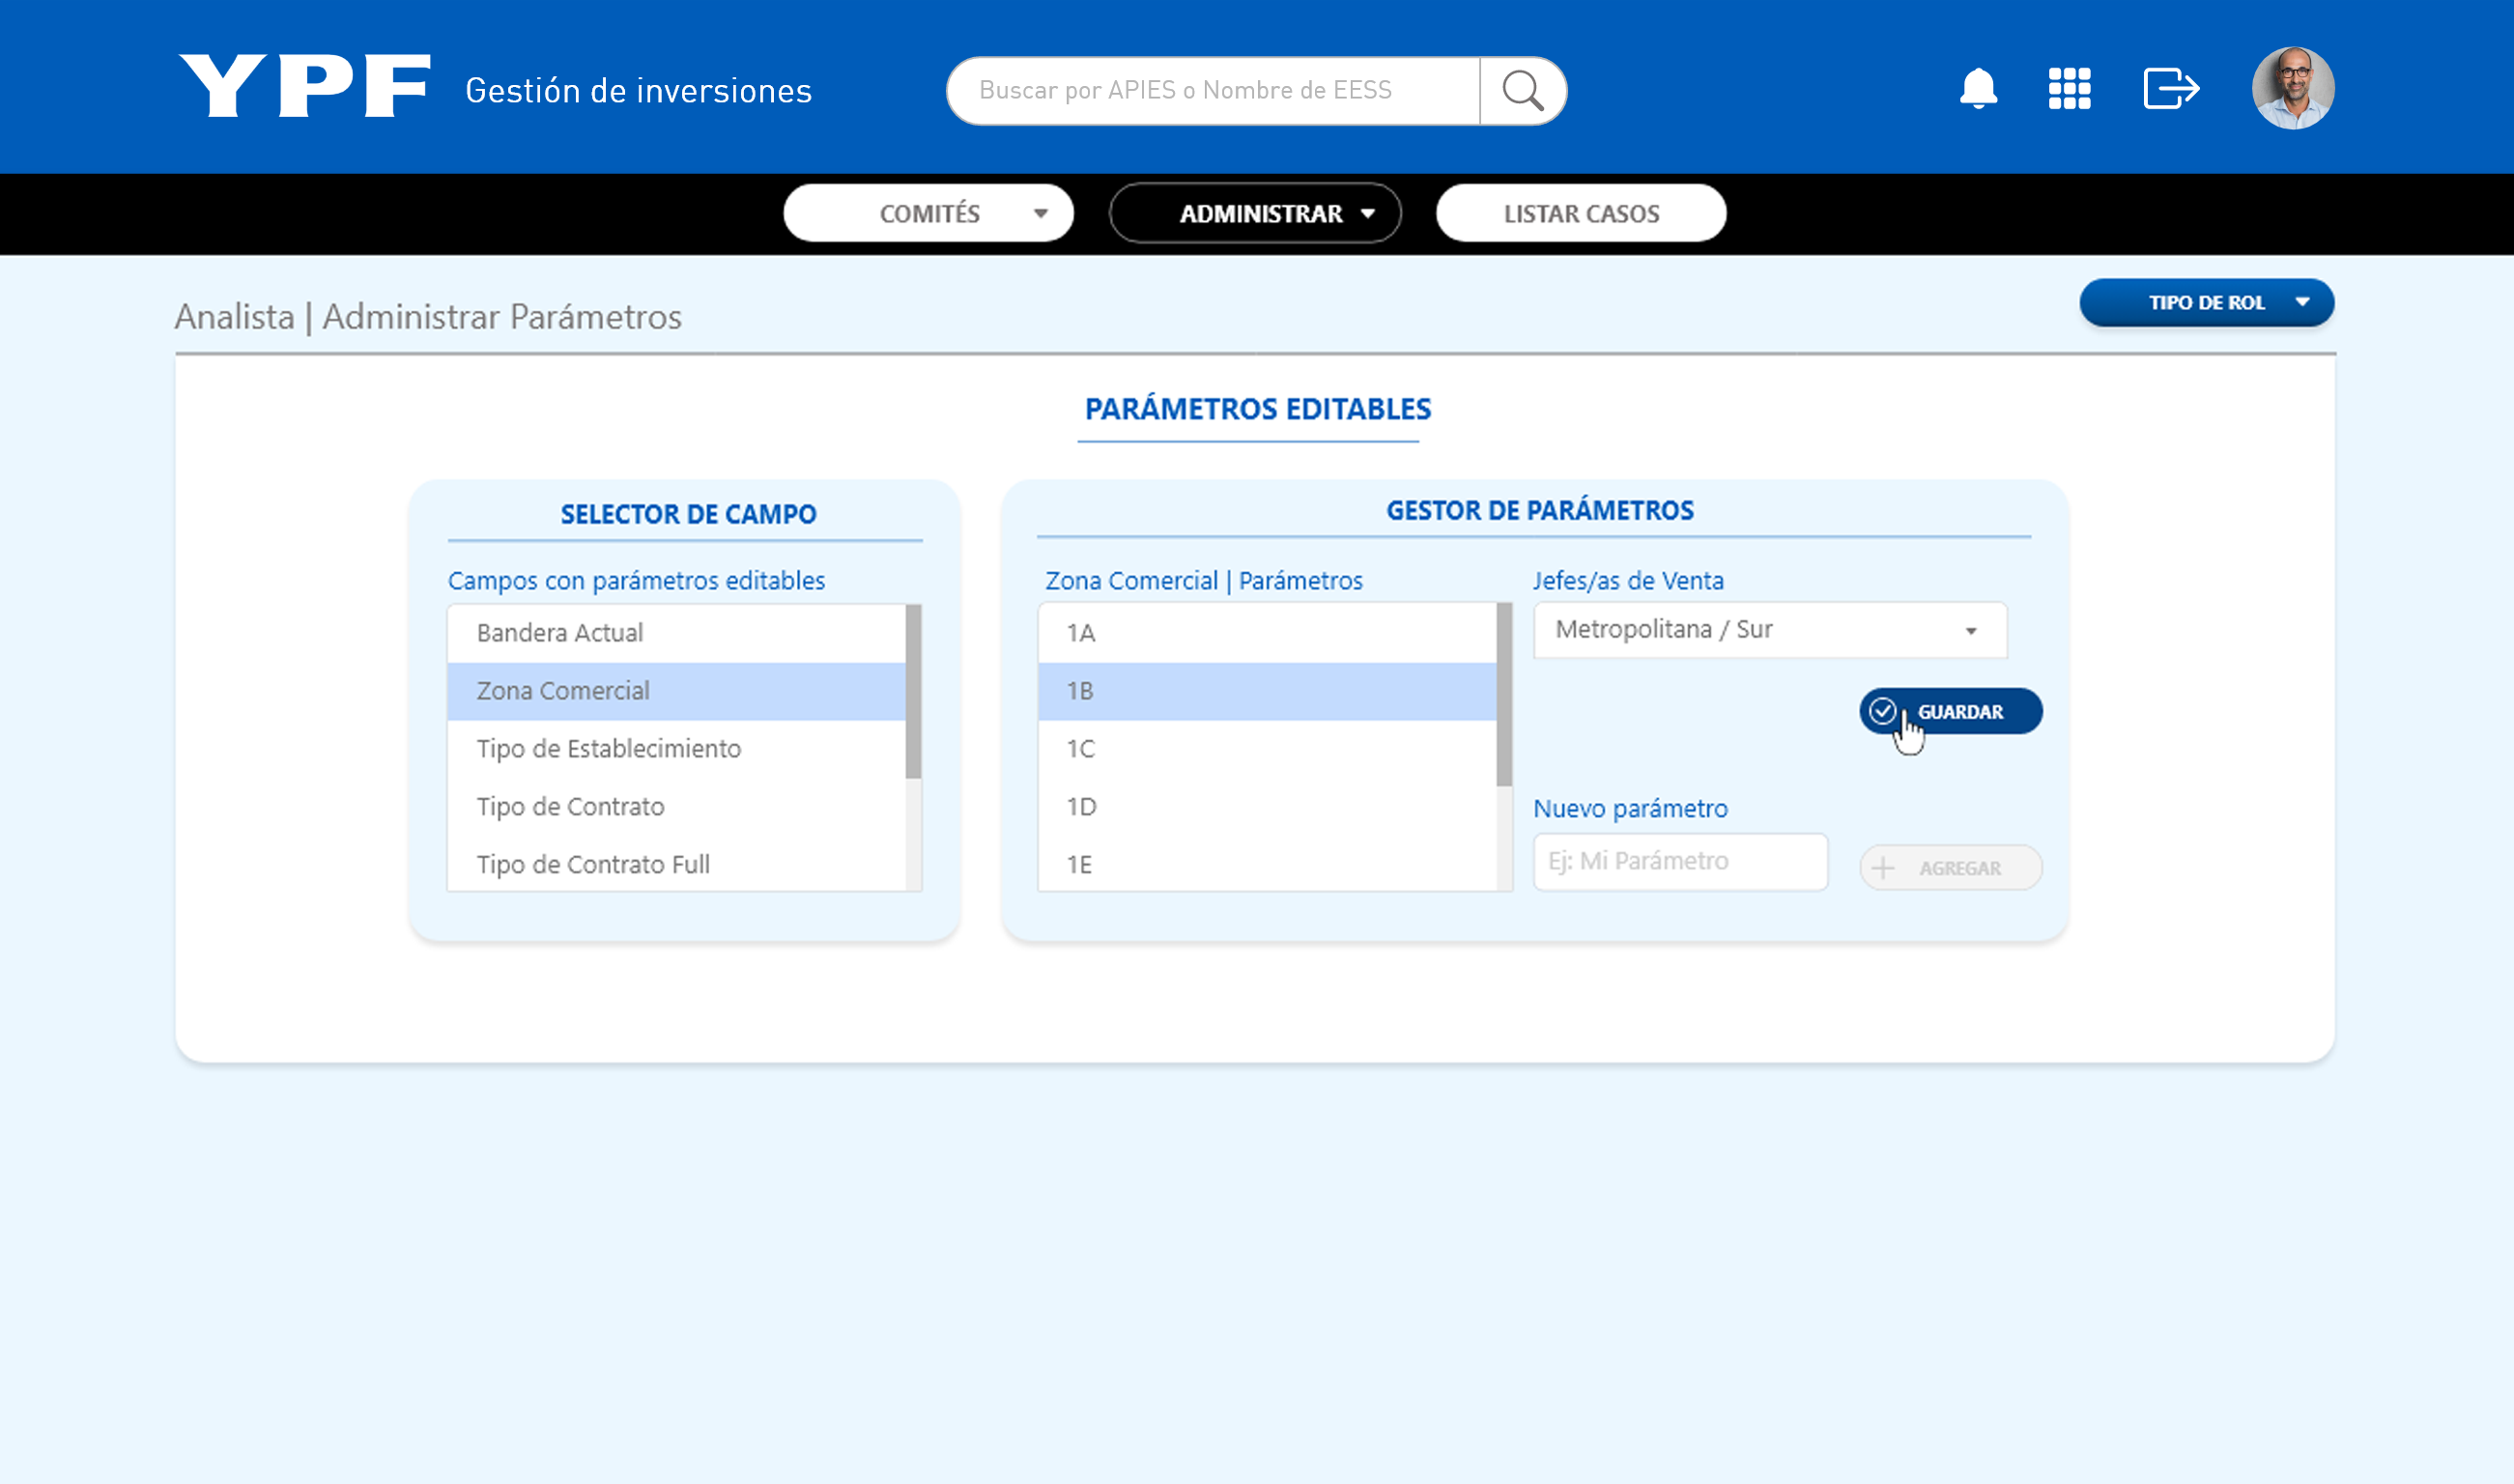 YPF Gestión de inversiones
Buscar por APIES o Nombre de EESS
COMITÉS
ADMINISTRAR
LISTAR CASOS
Analista | Administrar Parámetros
TIPO DE ROL
PARÁMETROS EDITABLES
SELECTOR DE CAMPO
Campos con parámetros editables
Bandera Actual
Zona Comercial
Tipo de Establecimiento
Tipo de Contrato
Tipo de Contrato Full
GESTOR DE PARÁMETROS
Zona Comercial | Parámetros
1A
1B
1C
1D
1E
Jefes/as de Venta
Metropolitana / Sur
GUARDAR
Nuevo parámetro
Ej: Mi Parámetro
AGREGAR